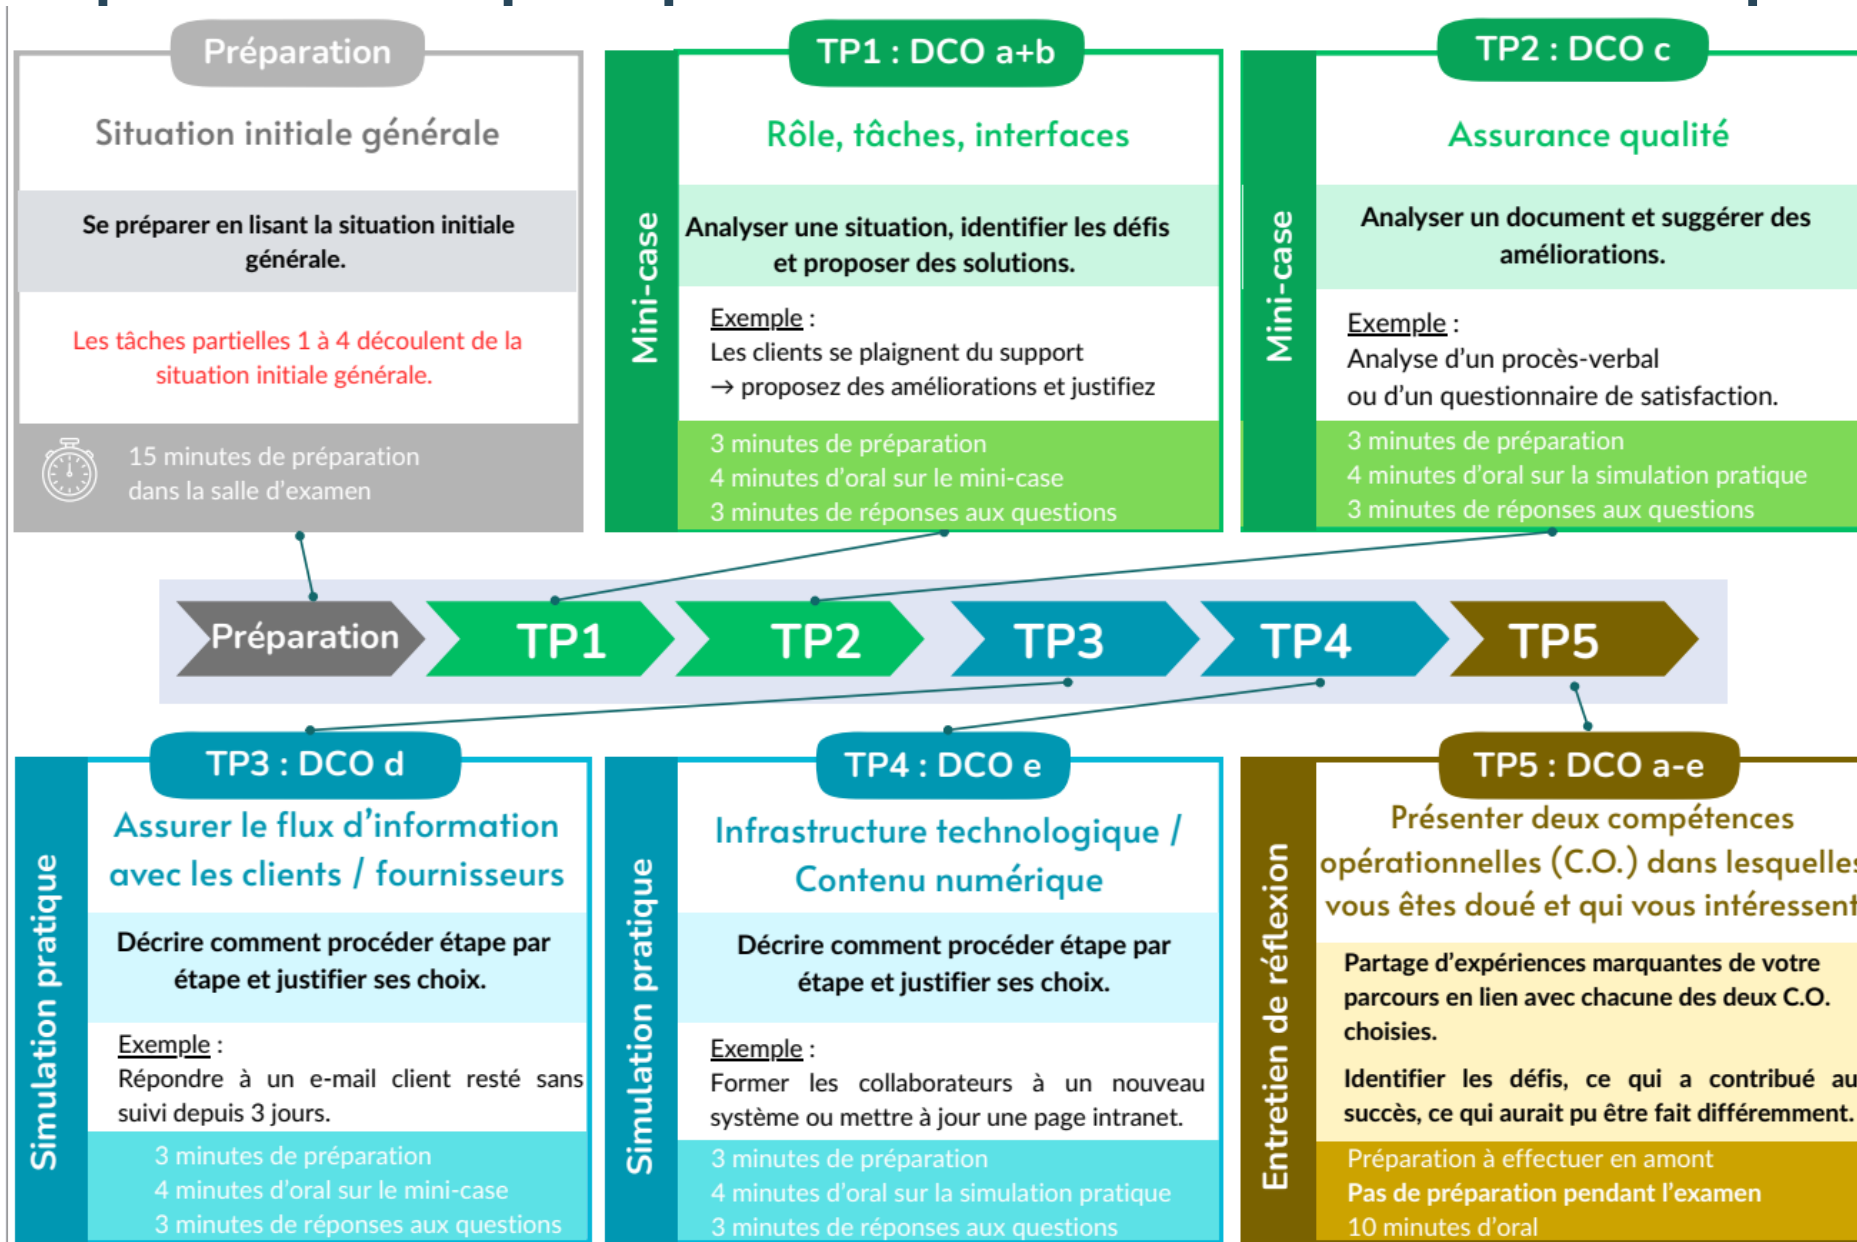 Préparation
Situation initiale générale
Se préparer en lisant la situation initiale
générale.
Les tâches partielles 1 à 4 découlent de la
situation initiale générale.
15 minutes de préparation
dans la salle d'examen
Mini-case
TP1 : DCO a+b
Rôle, tâches, interfaces
Analyser une situation, identifier les défis
et proposer des solutions.
Exemple :
Les clients se plaignent du support
→ proposez des améliorations et justifiez
3 minutes de préparation
4 minutes d'oral sur le mini-case
3 minutes de réponses aux questions
Mini-case
TP2 : DCO c
Assurance qualité
Analyser un document et suggérer des
améliorations.
Exemple :
Analyse d'un procès-verbal
ou d'un questionnaire de satisfaction.
3 minutes de préparation
4 minutes d'oral sur la simulation pratique
3 minutes de réponses aux questions
Préparation
TP1
TP2
TP3
TP4
TP5
Simulation pratique
TP3 : DCO d
Assurer le flux d'information
avec les clients / fournisseurs
Décrire comment procéder étape par
étape et justifier ses choix.
Exemple :
Répondre à un e-mail client resté sans
suivi depuis 3 jours.
3 minutes de préparation
4 minutes d'oral sur le mini-case
3 minutes de réponses aux questions
Simulation pratique
TP4 : DCO e
Infrastructure technologique /
Contenu numérique
Décrire comment procéder étape par
étape et justifier ses choix.
Exemple :
Former les collaborateurs à un nouveau
système ou mettre à jour une page intranet.
3 minutes de préparation
4 minutes d'oral sur la simulation pratique
3 minutes de réponses aux questions
Entretien de réflexion
TP5 : DCO a-e
Présenter deux compétences
opérationnelles (C.O.) dans lesquelles
vous êtes doué et qui vous intéressent
Partage d'expériences marquantes de votre
parcours en lien avec chacune des deux C.O.
choisies.
Identifier les défis, ce qui a contribué au
succès, ce qui aurait pu être fait différemment.
Préparation à effectuer en amont
Pas de préparation pendant l'examen
10 minutes d'oral